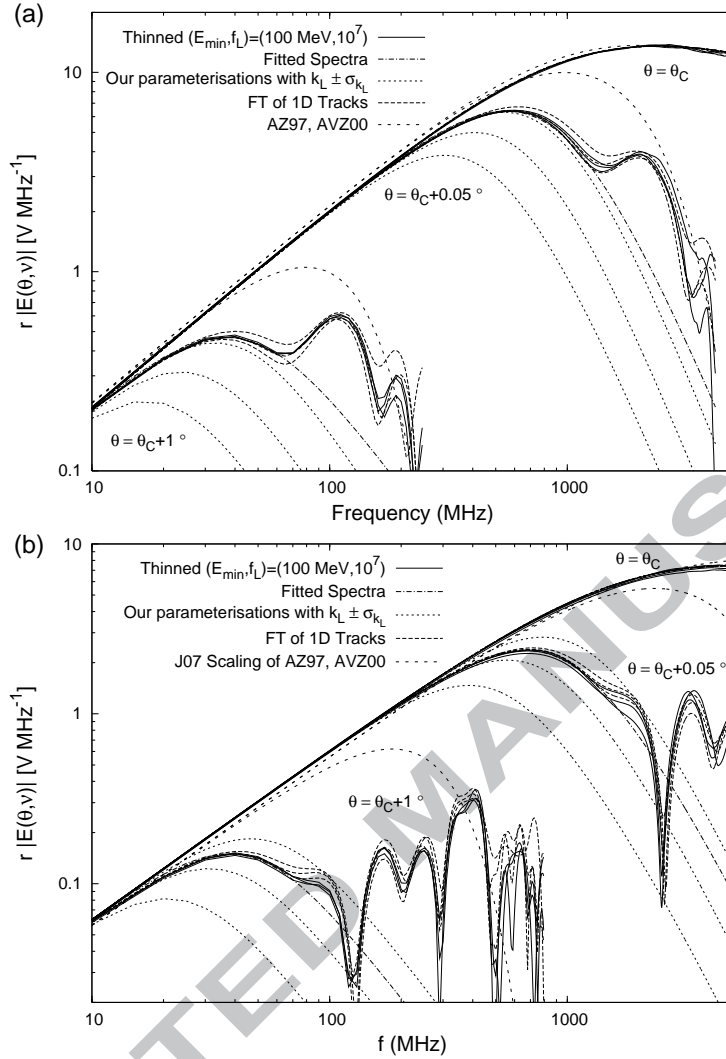 (a)
Thinned (E_min,f_L)=(100 MeV,10^7)
Fitted Spectra
Our parameterisations with k_L ± σ_k_L
FT of 1D Tracks
AZ97, AVZ00
θ = θ_C
θ = θ_C+0.05 °
θ = θ_C+1 °
r |E(θ,ν)| [V MHz^-1]
10
1
0.1
10
100
1000
Frequency (MHz)
(b)
Thinned (E_min,f_L)=(100 MeV,10^7)
Fitted Spectra
Our parameterisations with k_L ± σ_k_L
FT of 1D Tracks
J07 Scaling of AZ97, AVZ00
θ = θ_C
θ = θ_C+0.05 °
θ = θ_C+1 °
r |E(θ,ν)| [V MHz^-1]
10
1
0.1
10
100
1000
f (MHz)
TED MANUS